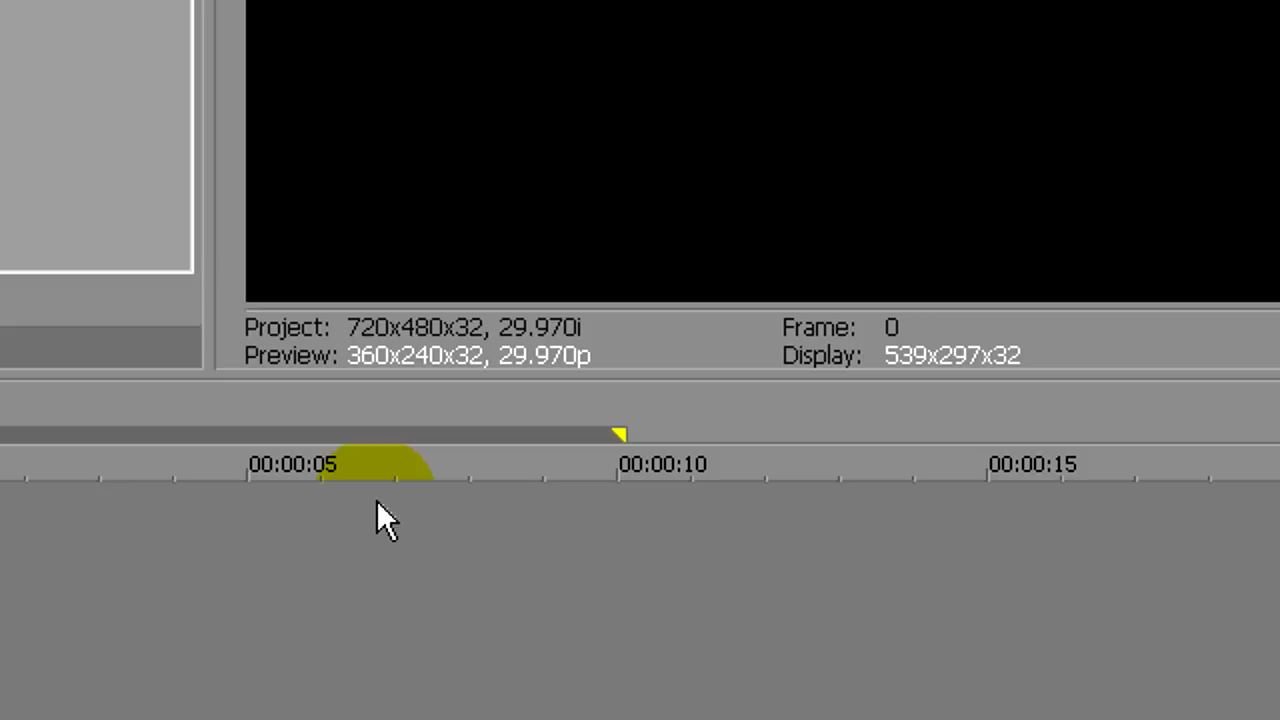 Project: 720x480x32, 29.970i Frame: 0
Preview: 360x240x32, 29.970p Display: 539x297x32
00:00:05 00:00:10 00:00:15